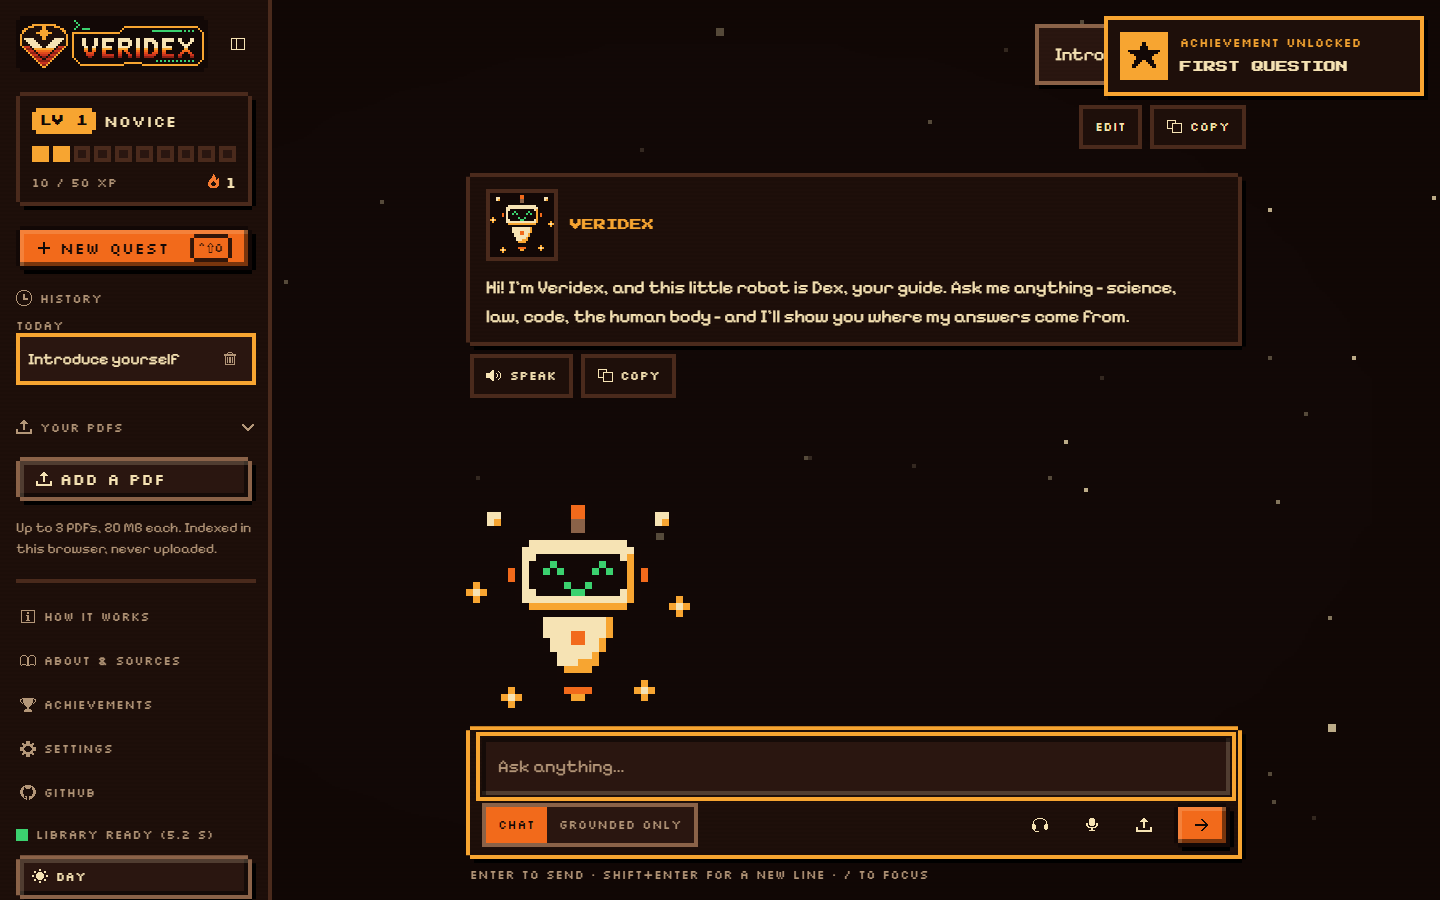 VERIDEX
LV 1 NOVICE
10 / 50 XP 1
+ NEW QUEST ^⇧O
HISTORY
TODAY
Introduce yourself
YOUR PDFS
ADD A PDF
Up to 3 PDFs, 20 MB each. Indexed in
this browser, never uploaded.
HOW IT WORKS
ABOUT & SOURCES
ACHIEVEMENTS
SETTINGS
GITHUB
LIBRARY READY (5.2 S)
DAY
Intro
ACHIEVEMENT UNLOCKED
FIRST QUESTION
EDIT COPY
VERIDEX
Hi! I'm Veridex, and this little robot is Dex, your guide. Ask me anything - science,
law, code, the human body - and I'll show you where my answers come from.
SPEAK COPY
Ask anything...
CHAT GROUNDED ONLY
ENTER TO SEND · SHIFT+ENTER FOR A NEW LINE · / TO FOCUS